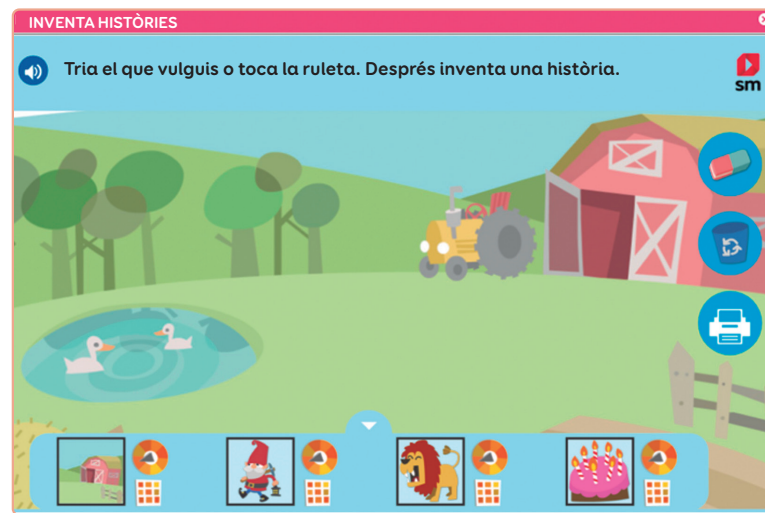 INVENTA HISTÒRIES
Tria el que vulguis o toca la ruleta. Després inventa una història.
sm